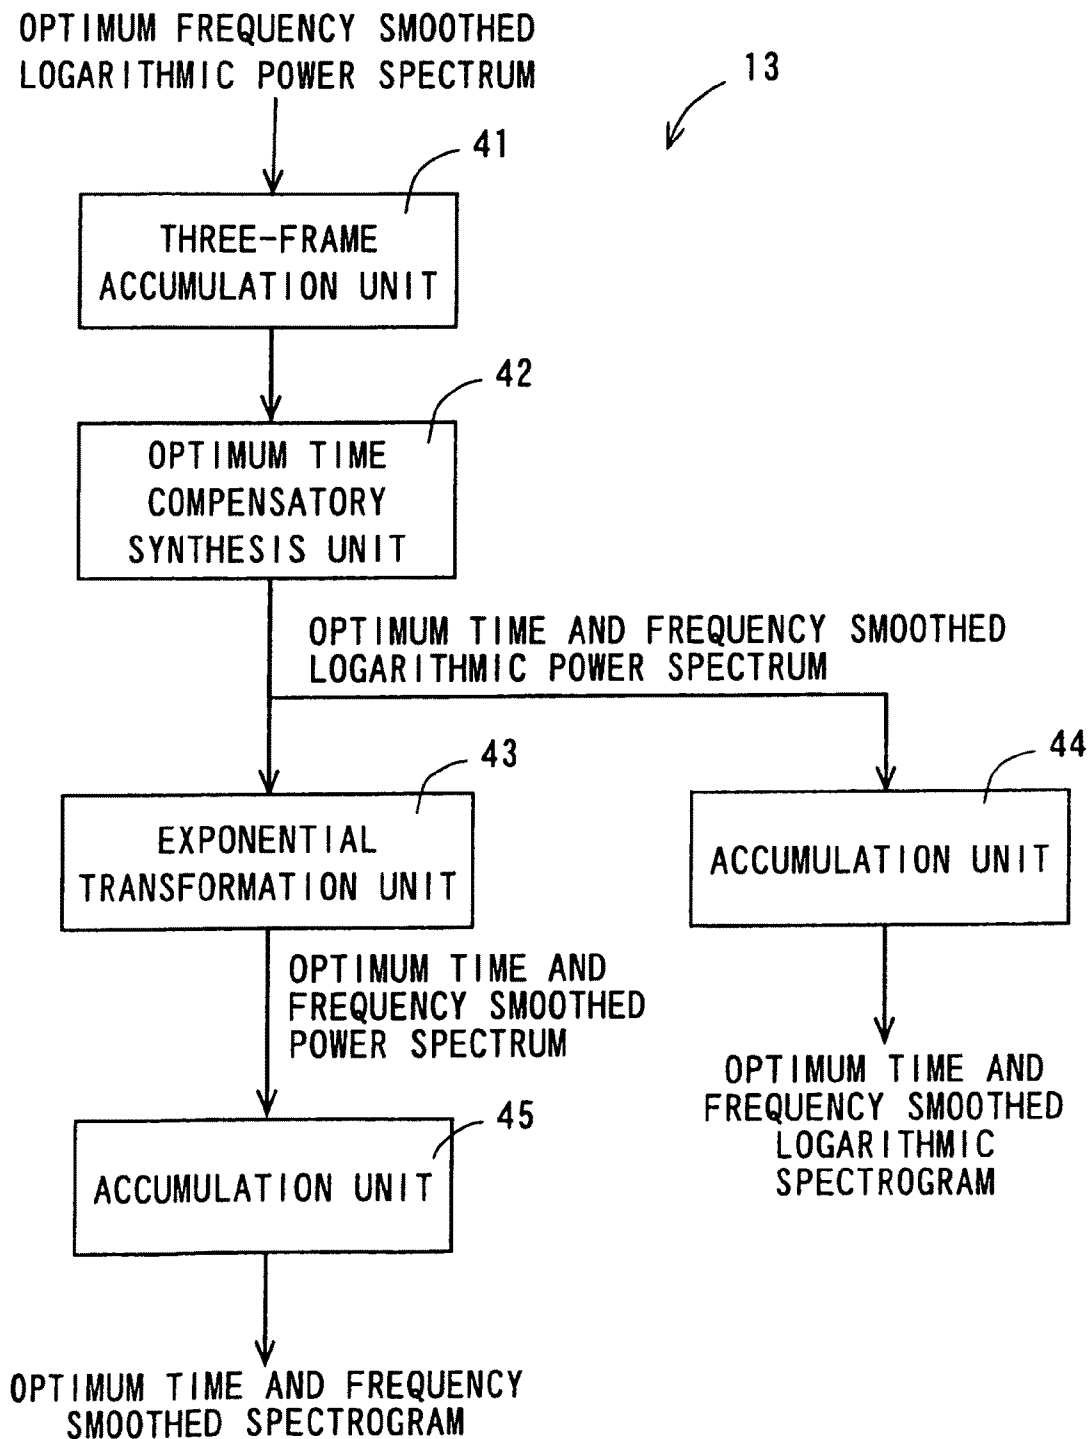 OPTIMUM FREQUENCY SMOOTHED
LOGARITHMIC POWER SPECTRUM
13
41
THREE-FRAME
ACCUMULATION UNIT
42
OPTIMUM TIME
COMPENSATORY
SYNTHESIS UNIT
OPTIMUM TIME AND FREQUENCY SMOOTHED
LOGARITHMIC POWER SPECTRUM
43
EXPONENTIAL
TRANSFORMATION UNIT
44
ACCUMULATION UNIT
OPTIMUM TIME AND
FREQUENCY SMOOTHED
POWER SPECTRUM
OPTIMUM TIME AND
FREQUENCY SMOOTHED
LOGARITHMIC
SPECTROGRAM
45
ACCUMULATION UNIT
OPTIMUM TIME AND FREQUENCY
SMOOTHED SPECTROGRAM